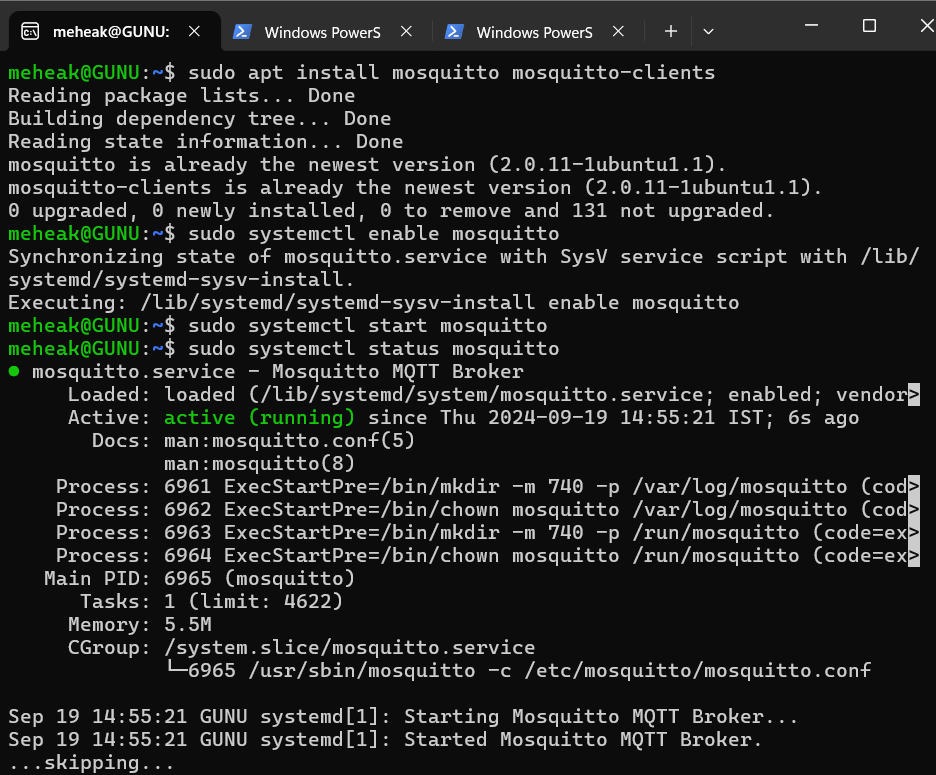 meheak@GUNU:
Windows PowerS
Windows PowerS
meheak@GUNU:~$ sudo apt install mosquitto mosquitto-clients
Reading package lists... Done
Building dependency tree... Done
Reading state information... Done
mosquitto is already the newest version (2.0.11-1ubuntu1.1).
mosquitto-clients is already the newest version (2.0.11-1ubuntu1.1).
0 upgraded, 0 newly installed, 0 to remove and 131 not upgraded.
meheak@GUNU:~$ sudo systemctl enable mosquitto
Synchronizing state of mosquitto.service with SysV service script with /lib/
systemd/systemd-sysv-install.
Executing: /lib/systemd/systemd-sysv-install enable mosquitto
meheak@GUNU:~$ sudo systemctl start mosquitto
meheak@GUNU:~$ sudo systemctl status mosquitto
● mosquitto.service - Mosquitto MQTT Broker
     Loaded: loaded (/lib/systemd/system/mosquitto.service; enabled; vendor>
     Active: active (running) since Thu 2024-09-19 14:55:21 IST; 6s ago
       Docs: man:mosquitto.conf(5)
             man:mosquitto(8)
    Process: 6961 ExecStartPre=/bin/mkdir -m 740 -p /var/log/mosquitto (cod>
    Process: 6962 ExecStartPre=/bin/chown mosquitto /var/log/mosquitto (cod>
    Process: 6963 ExecStartPre=/bin/mkdir -m 740 -p /run/mosquitto (code=ex>
    Process: 6964 ExecStartPre=/bin/chown mosquitto /run/mosquitto (code=ex>
   Main PID: 6965 (mosquitto)
      Tasks: 1 (limit: 4622)
     Memory: 5.5M
     CGroup: /system.slice/mosquitto.service
             └─6965 /usr/sbin/mosquitto -c /etc/mosquitto/mosquitto.conf
Sep 19 14:55:21 GUNU systemd[1]: Starting Mosquitto MQTT Broker...
Sep 19 14:55:21 GUNU systemd[1]: Started Mosquitto MQTT Broker.
...skipping...